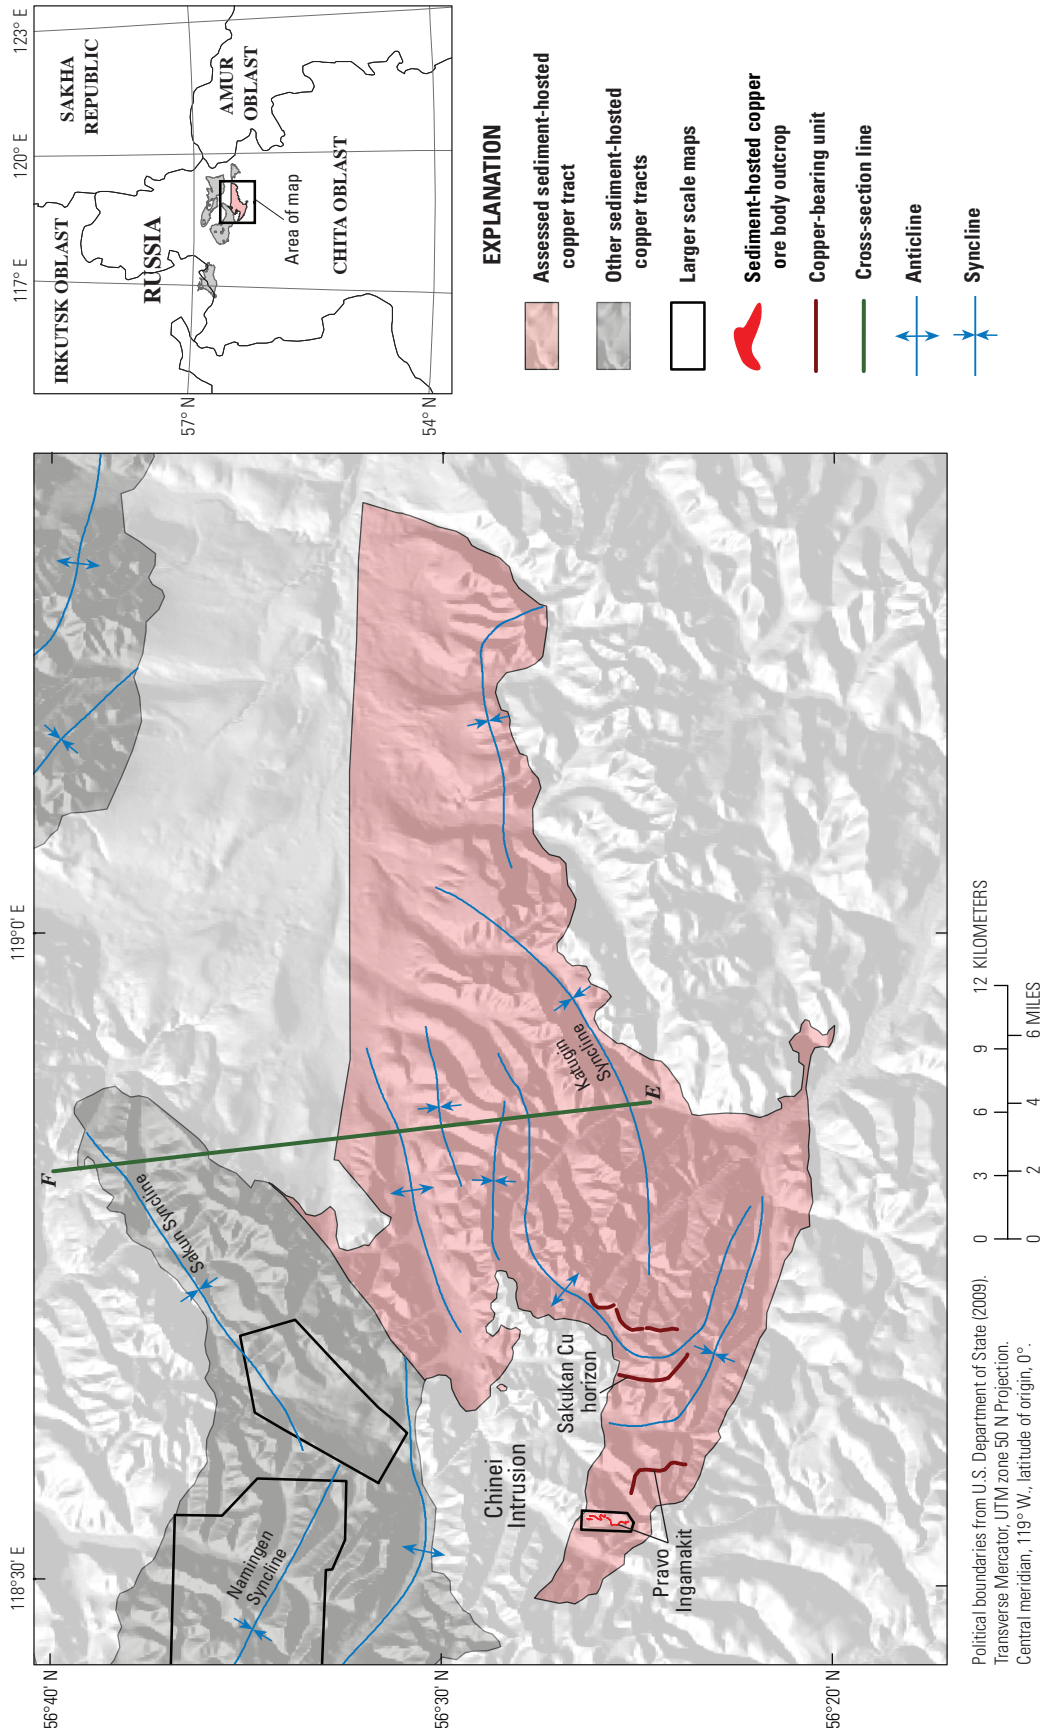 118°30' E
119°0' E
56°40' N
56°30' N
56°20' N
F
E
Sakun Syncline
Namingen
Syncline
Katugin
Syncline
Chinei
Intrusion
Sakukan Cu
horizon
Pravo
Ingamakit
117° E
120° E
123° E
57° N
54° N
IRKUTSK OBLAST
SAKHA
REPUBLIC
RUSSIA
AMUR
OBLAST
CHITA OBLAST
Area of map
EXPLANATION
Assessed sediment-hosted
copper tract
Other sediment-hosted
copper tracts
Larger scale maps
Sediment-hosted copper
ore body outcrop
Copper-bearing unit
Cross-section line
Anticline
Syncline
Political boundaries from U.S. Department of State (2009).
Transverse Mercator, UTM zone 50 N Projection.
Central meridian, 119° W., latitude of origin, 0°.
0 3 6 9 12 KILOMETERS
0 2 4 6 MILES